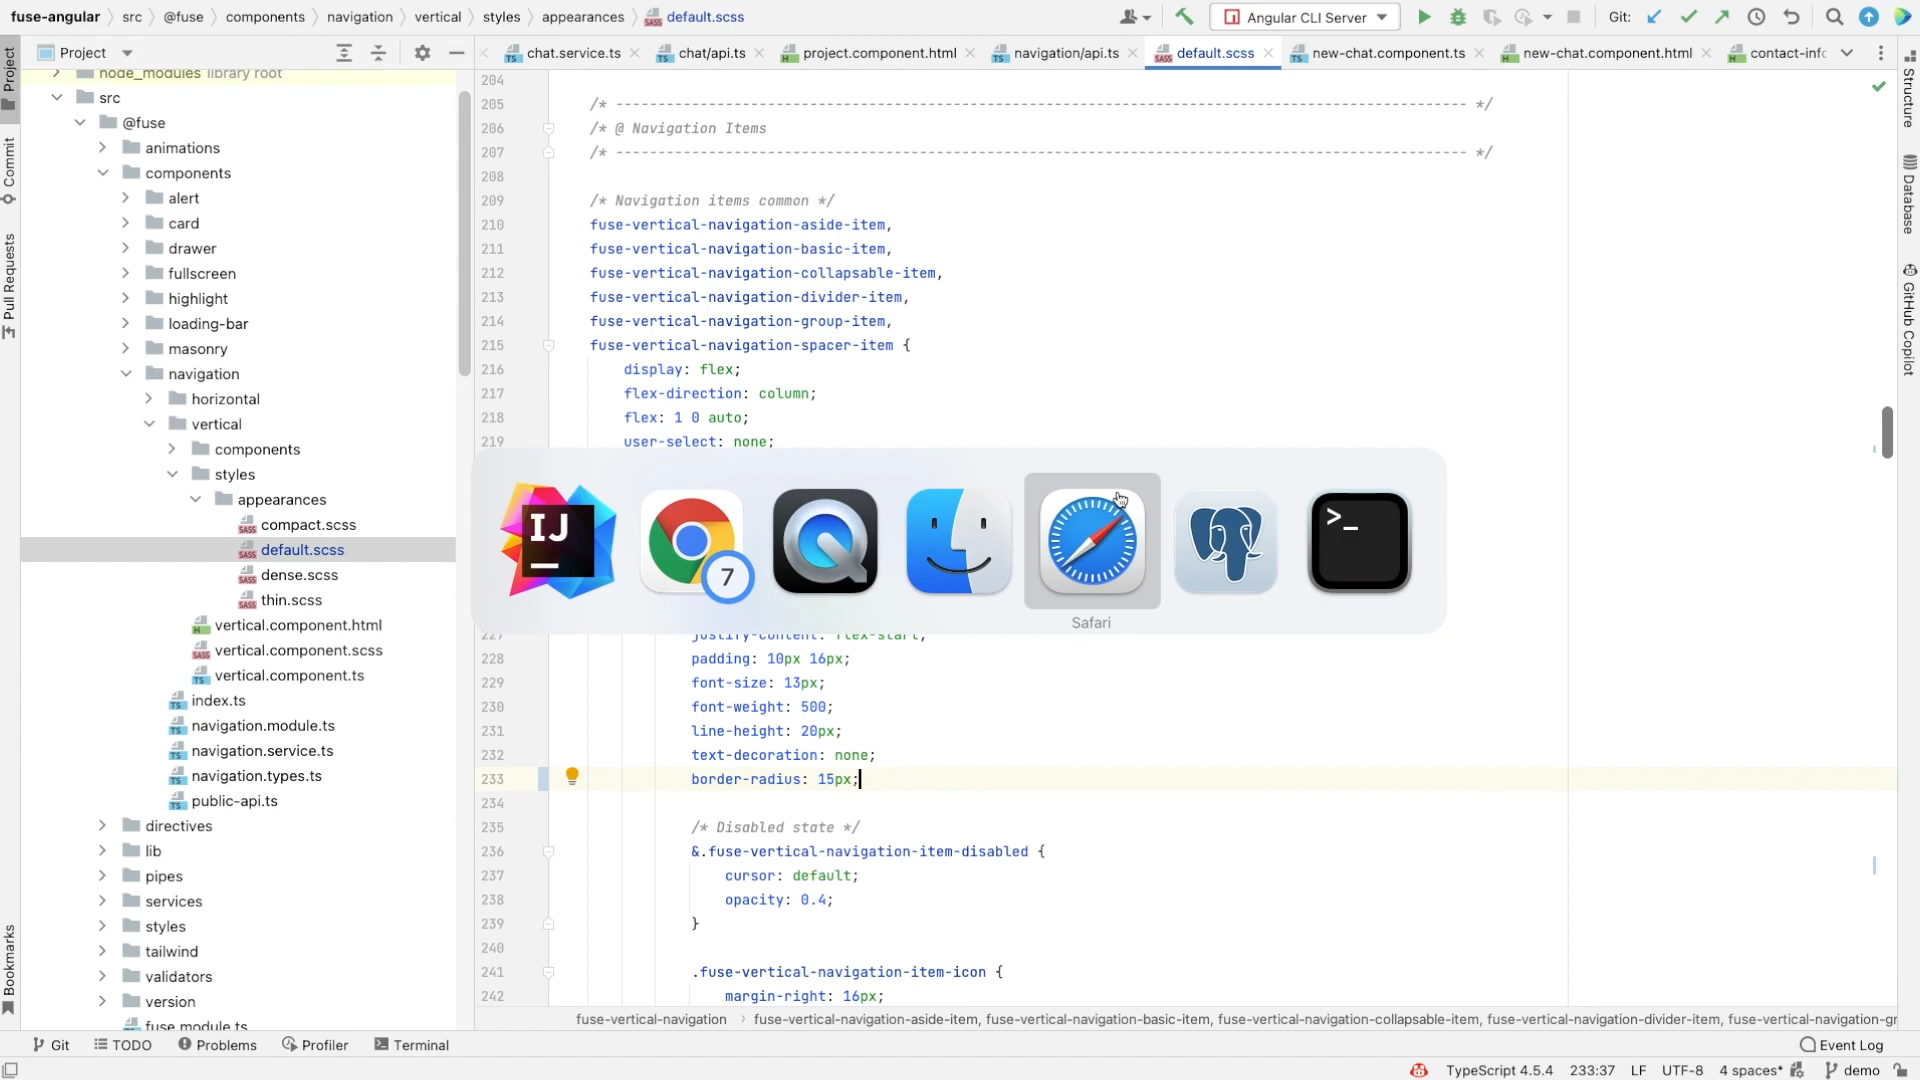 fuse-angular src @fuse components navigation vertical styles appearances default.scss
Angular CLI Server Git:
Project
chat.service.ts chat/api.ts project.component.html navigation/api.ts default.scss new-chat.component.ts new-chat.component.html
node_modules library root
src
@fuse
animations
components
alert
card
drawer
fullscreen
highlight
loading-bar
masonry
navigation
horizontal
vertical
components
styles
appearances
compact.scss
default.scss
dense.scss
thin.scss
vertical.component.html
vertical.component.scss
vertical.component.ts
index.ts
navigation.module.ts
navigation.service.ts
navigation.types.ts
public-api.ts
directives
lib
pipes
services
styles
tailwind
validators
version
fuse.module.ts
Project
Commit
Pull Requests
Bookmarks
204
205 /* ----------------------------------------------------------------------------------------------------- */
206 /* @ Navigation Items
207 /* ----------------------------------------------------------------------------------------------------- */
208
209 /* Navigation items common */
210 fuse-vertical-navigation-aside-item,
211 fuse-vertical-navigation-basic-item,
212 fuse-vertical-navigation-collapsable-item,
213 fuse-vertical-navigation-divider-item,
214 fuse-vertical-navigation-group-item,
215 fuse-vertical-navigation-spacer-item {
216 display: flex;
217 flex-direction: column;
218 flex: 1 0 auto;
219 user-select: none;
IJ
7
>_
Safari
227 justify-content: flex-start;
228 padding: 10px 16px;
229 font-size: 13px;
230 font-weight: 500;
231 line-height: 20px;
232 text-decoration: none;
233 border-radius: 15px;
234
235 /* Disabled state */
236 &.fuse-vertical-navigation-item-disabled {
237 cursor: default;
238 opacity: 0.4;
239 }
240
241 .fuse-vertical-navigation-item-icon {
242 margin-right: 16px;
fuse-vertical-navigation fuse-vertical-navigation-aside-item, fuse-vertical-navigation-basic-item, fuse-vertical-navigation-collapsable-item, fuse-vertical-navigation-divider-item, fuse-vertical-navigation-gr
Structure
Database
GitHub Copilot
Git TODO Problems Profiler Terminal Event Log
TypeScript 4.5.4 233:37 LF UTF-8 4 spaces* demo